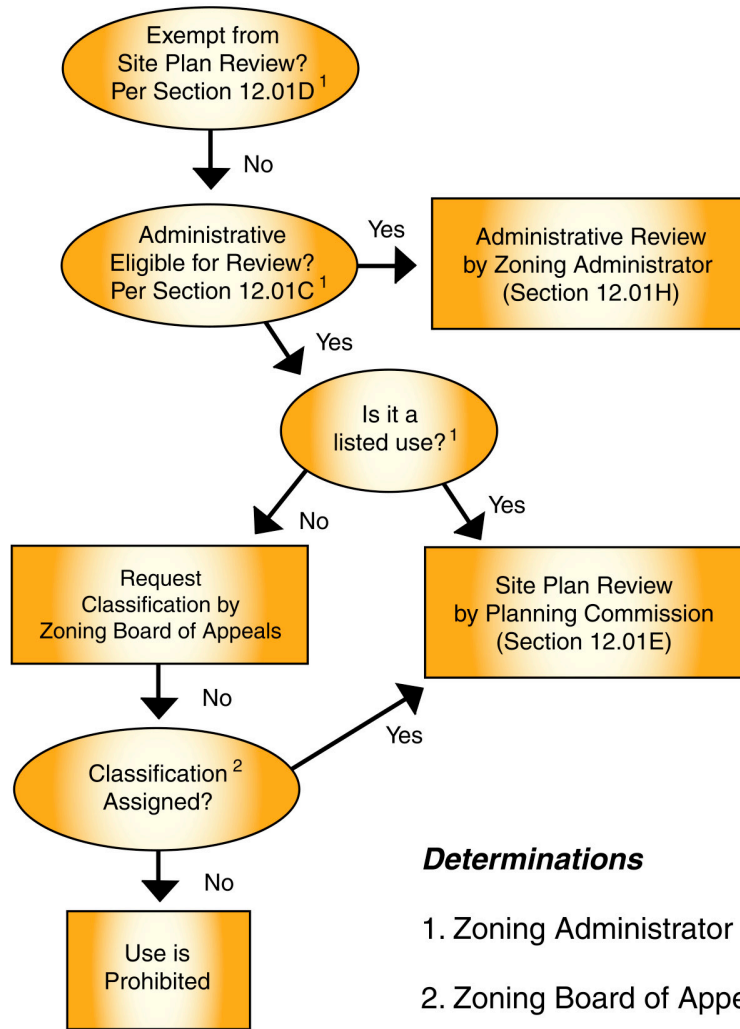 Exempt from
Site Plan Review?
Per Section 12.01D 1
No
Administrative
Eligible for Review?
Per Section 12.01C 1
Yes
Administrative Review
by Zoning Administrator
(Section 12.01H)
Yes
Is it a
listed use? 1
No
Yes
Request
Classification by
Zoning Board of Appeals
Site Plan Review
by Planning Commission
(Section 12.01E)
No
Yes
Classification 2
Assigned?
No
Use is
Prohibited
Determinations
1. Zoning Administrator
2. Zoning Board of Appe